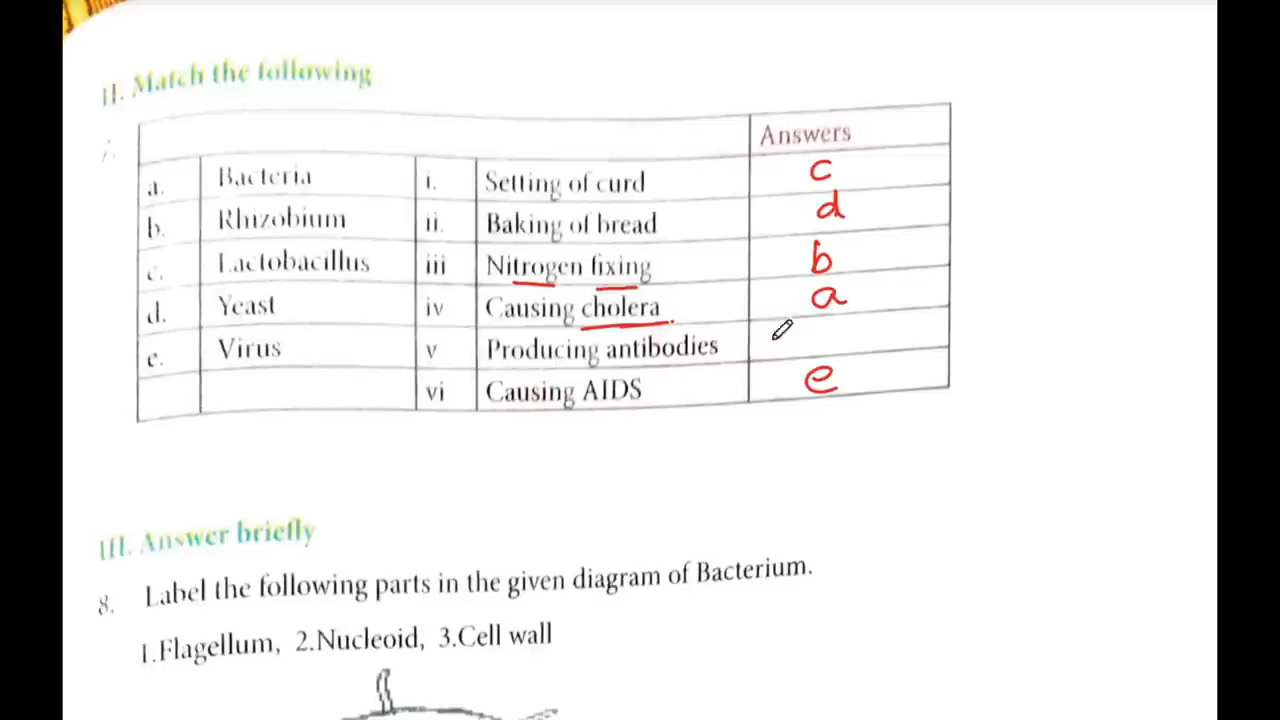 II. Match the following
7.
Answers
a. Bacteria i. Setting of curd c
b. Rhizobium ii. Baking of bread d
c. Lactobacillus iii Nitrogen fixing b
d. Yeast iv Causing cholera a
e. Virus v Producing antibodies
vi Causing AIDS e
III. Answer briefly
8. Label the following parts in the given diagram of Bacterium.
1.Flagellum, 2.Nucleoid, 3.Cell wall